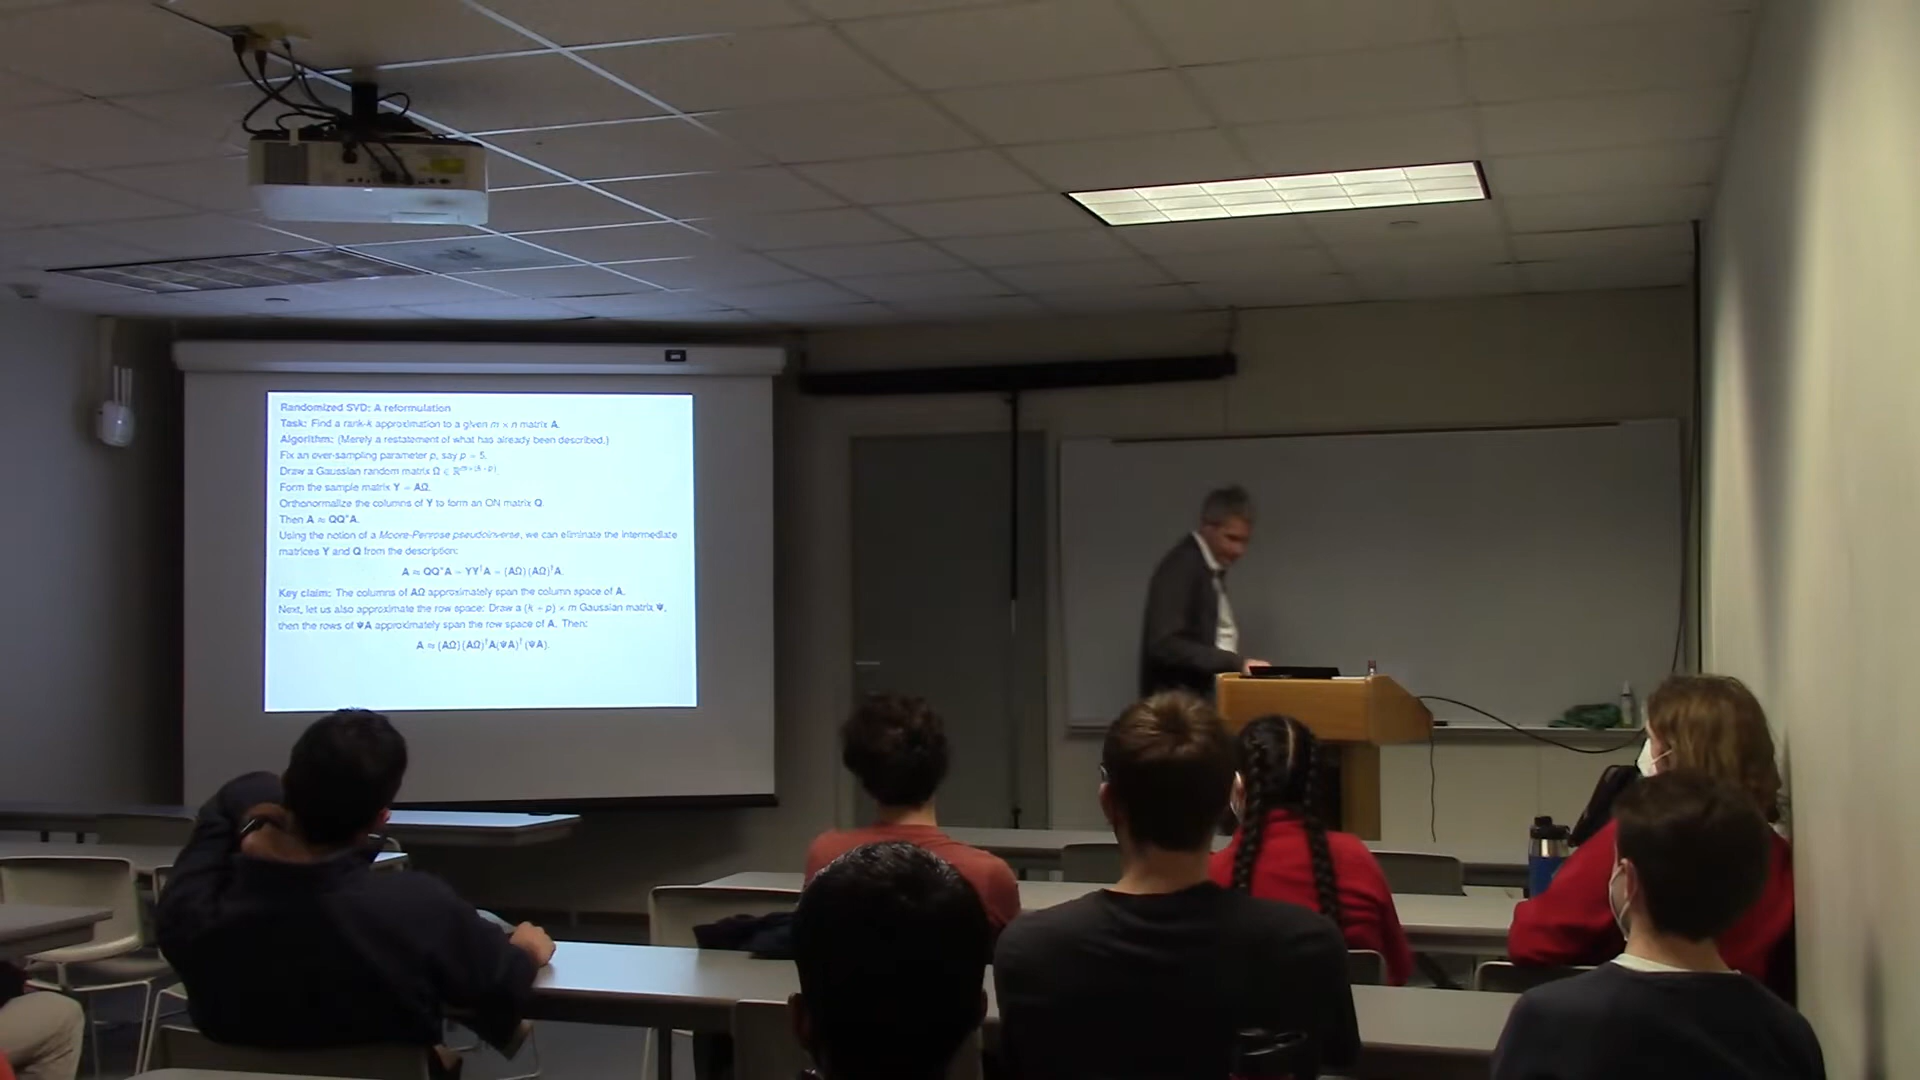 Randomized SVD: A reformulation
Task: Find a rank-k approximation to a given m × n matrix A.
Algorithm: (Merely a restatement of what has already been described.)
Fix an over-sampling parameter p, say p = 5.
Draw a Gaussian random matrix Ω ∈
Form the sample matrix Y = AΩ.
Orthonormalize the columns of Y to form an ON matrix Q.
Then A ≈ QQ*A.
Using the notion of a Moore-Penrose pseudoinverse, we can eliminate the intermediate
matrices Y and Q from the description:
A ≈ QQ*A = YY†A = (AΩ)(AΩ)†A.
Key claim: The columns of AΩ approximately span the column space of A.
Next, let us also approximate the row space: Draw a (k + p) × m Gaussian matrix Ψ,
then the rows of ΨA approximately span the row space of A. Then:
A ≈ (AΩ)(AΩ)†A(ΨA)†(ΨA).